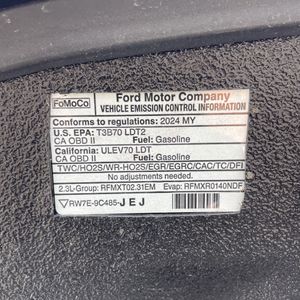 FoMoCo
Ford Motor Company
VEHICLE EMISSION CONTROL INFORMATION
Conforms to regulations: 2024 MY
U.S. EPA: T3B70 LDT2
CA OBD II Fuel: Gasoline
California: ULEV70 LDT
CA OBD II Fuel: Gasoline
TWC/HO2S/WR-HO2S/EGR/EGRC/CAC/TC/DFI
No adjustments needed.
2.3L-Group: RFMXT02.31EM Evap: RFMXR0140NDF
RW7E-9C485-JEJ